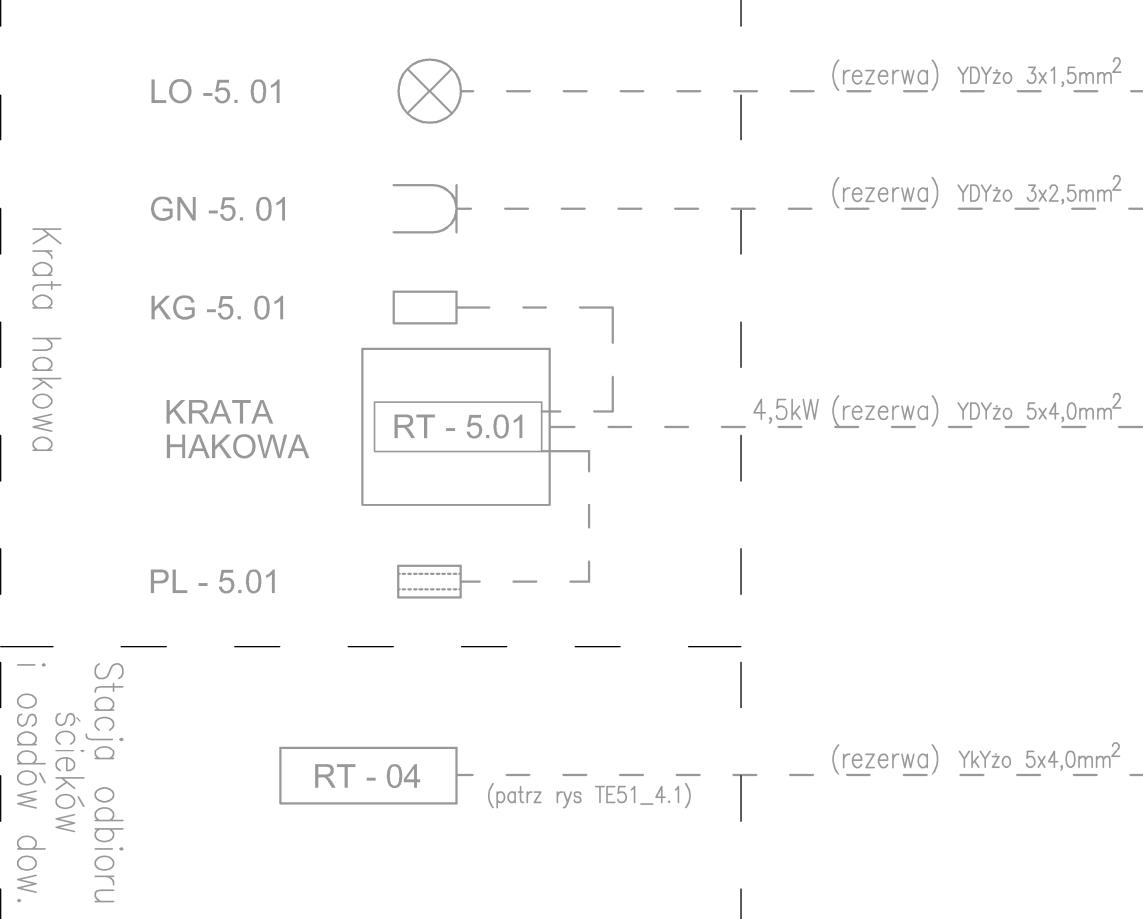 LO -5. 01
(rezerwa) YDYżo 3x1,5mm²
GN -5. 01
(rezerwa) YDYżo 3x2,5mm²
Krata hakowa
KG -5. 01
KRATA
HAKOWA
RT - 5.01
4,5kW (rezerwa) YDYżo 5x4,0mm²
PL - 5.01
Stacja odbioru
ścieków
i osadów dow.
RT - 04
(patrz rys TE51_4.1)
(rezerwa) YkYżo 5x4,0mm²